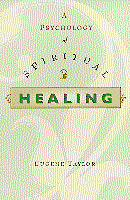 A
PSYCHOLOGY
of
SPIRITUAL
HEALING
EUGENE TAYLOR